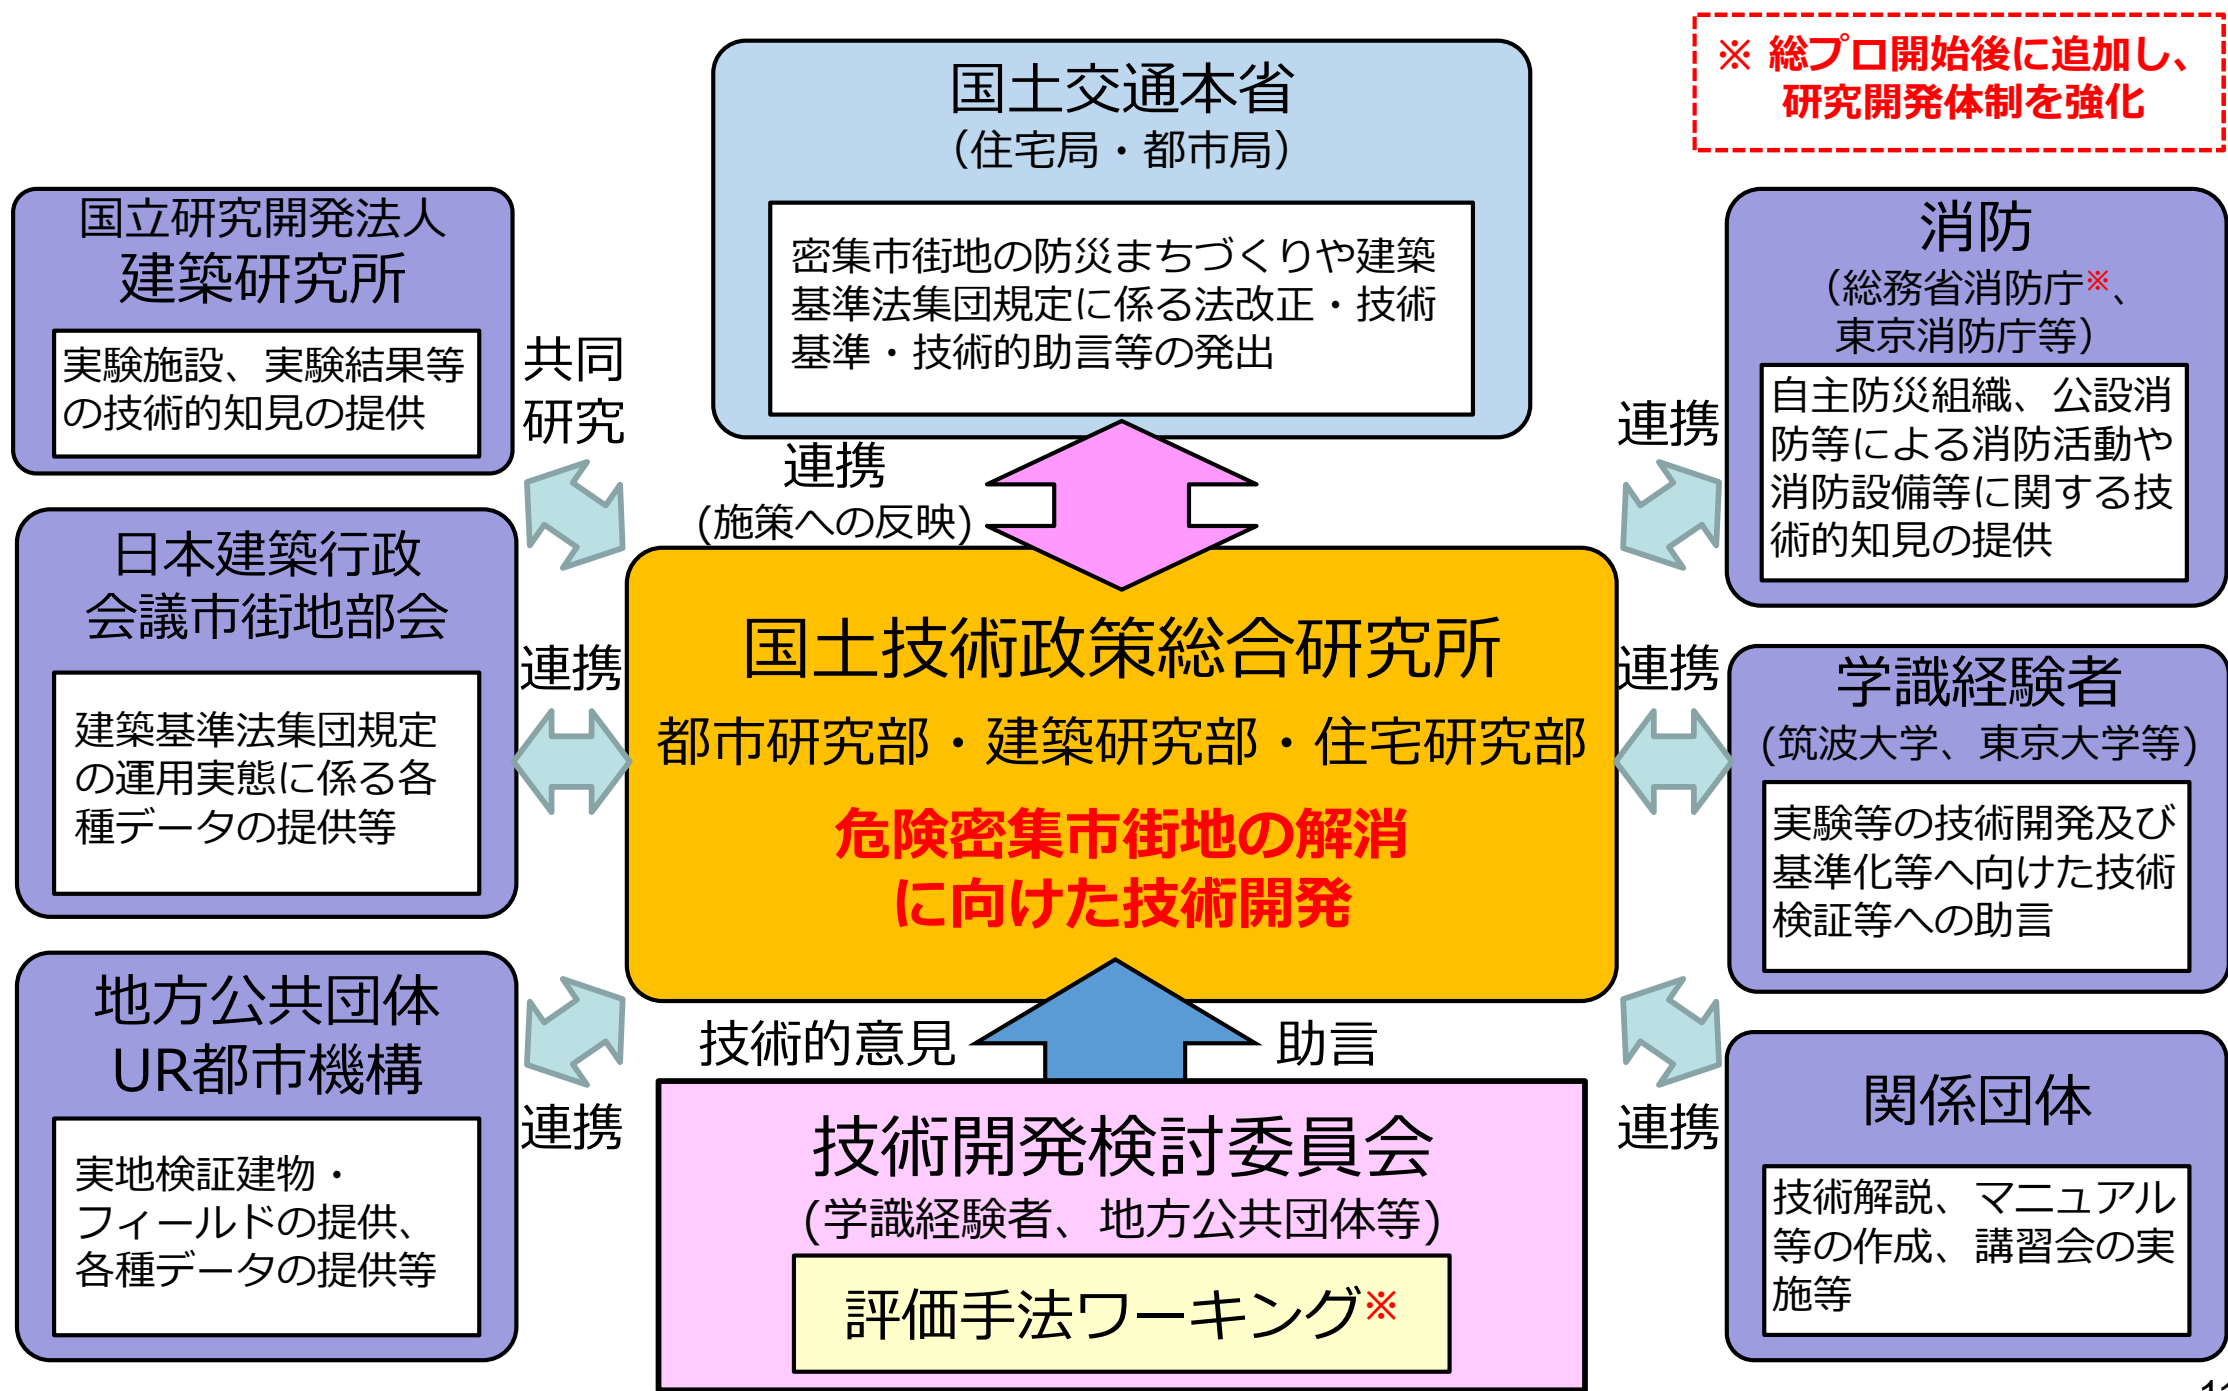 ※ 総プロ開始後に追加し、
研究開発体制を強化
国土交通本省
（住宅局・都市局）
密集市街地の防災まちづくりや建築
基準法集団規定に係る法改正・技術
基準・技術的助言等の発出
国立研究開発法人
建築研究所
実験施設、実験結果等
の技術的知見の提供
共同
研究
連携
(施策への反映)
消防
（総務省消防庁※、
東京消防庁等）
自主防災組織、公設消
防等による消防活動や
消防設備等に関する技
術的知見の提供
連携
日本建築行政
会議市街地部会
建築基準法集団規定
の運用実態に係る各
種データの提供等
連携
国土技術政策総合研究所
都市研究部・建築研究部・住宅研究部
危険密集市街地の解消
に向けた技術開発
連携
学識経験者
(筑波大学、東京大学等)
実験等の技術開発及び
基準化等へ向けた技術
検証等への助言
地方公共団体
UR都市機構
実地検証建物・
フィールドの提供、
各種データの提供等
連携
技術的意見
助言
技術開発検討委員会
(学識経験者、地方公共団体等)
評価手法ワーキング※
連携
関係団体
技術解説、マニュアル
等の作成、講習会の実
施等